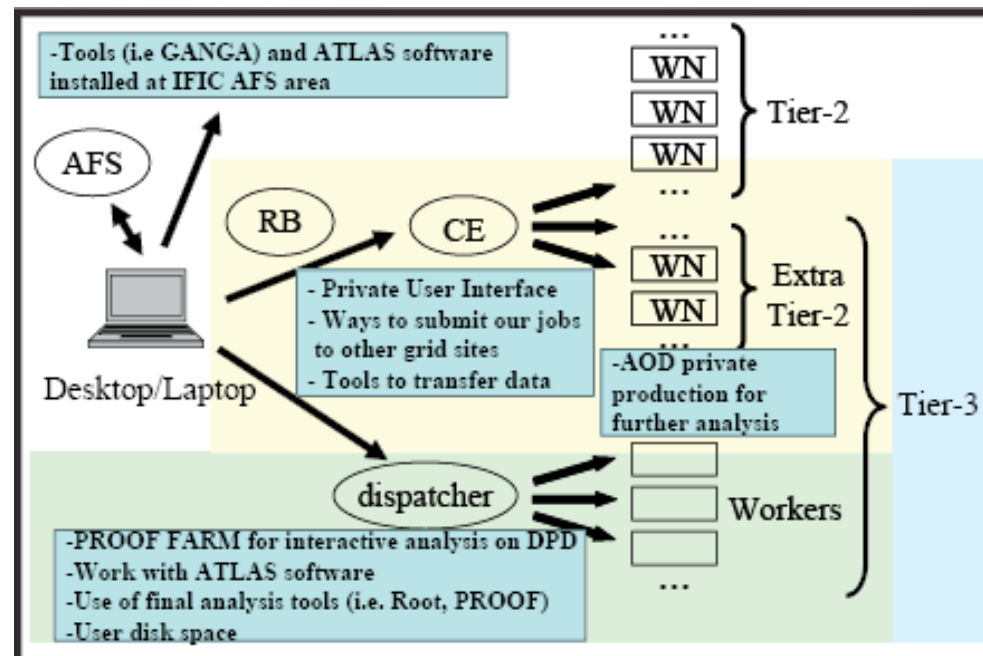 -Tools (i.e GANGA) and ATLAS software
installed at IFIC AFS area
...
WN
WN
WN
...
Tier-2
AFS
RB
CE
...
WN
WN
...
Extra
Tier-2
- Private User Interface
- Ways to submit our jobs
to other grid sites
- Tools to transfer data
Desktop/Laptop
-AOD private
production for
further analysis
Tier-3
dispatcher
Workers
...
-PROOF FARM for interactive analysis on DPD
-Work with ATLAS software
-Use of final analysis tools (i.e. Root, PROOF)
-User disk space